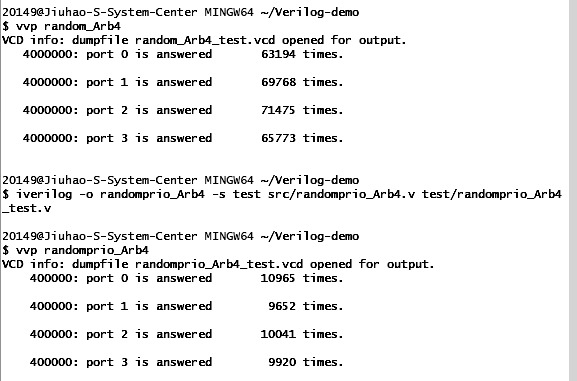 20149@Jiuhao-S-System-Center MINGW64 ~/Verilog-demo
$ vvp random_Arb4
VCD info: dumpfile random_Arb4_test.vcd opened for output.
4000000: port 0 is answered 63194 times.
4000000: port 1 is answered 69768 times.
4000000: port 2 is answered 71475 times.
4000000: port 3 is answered 65773 times.
20149@Jiuhao-S-System-Center MINGW64 ~/Verilog-demo
$ iverilog -o randomprio_Arb4 -s test src/randomprio_Arb4.v test/randomprio_Arb4
_test.v
20149@Jiuhao-S-System-Center MINGW64 ~/Verilog-demo
$ vvp randomprio_Arb4
VCD info: dumpfile randomprio_Arb4_test.vcd opened for output.
400000: port 0 is answered 10965 times.
400000: port 1 is answered 9652 times.
400000: port 2 is answered 10041 times.
400000: port 3 is answered 9920 times.